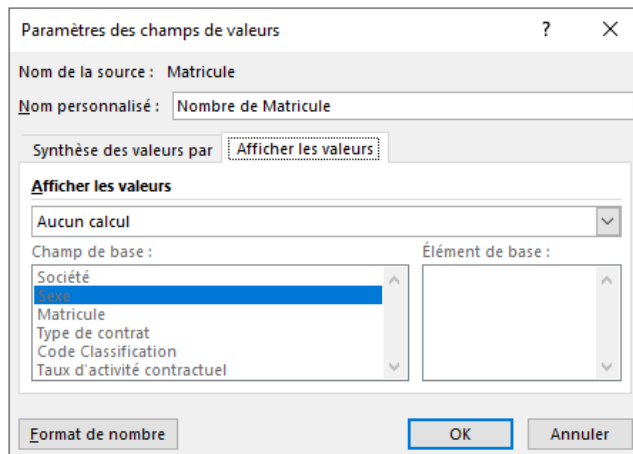 Paramètres des champs de valeurs ? ×
Nom de la source : Matricule
Nom personnalisé : Nombre de Matricule
Synthèse des valeurs par Afficher les valeurs
Afficher les valeurs
Aucun calcul
Champ de base : Élément de base :
Société
Sexe
Matricule
Type de contrat
Code Classification
Taux d'activité contractuel
Format de nombre OK Annuler